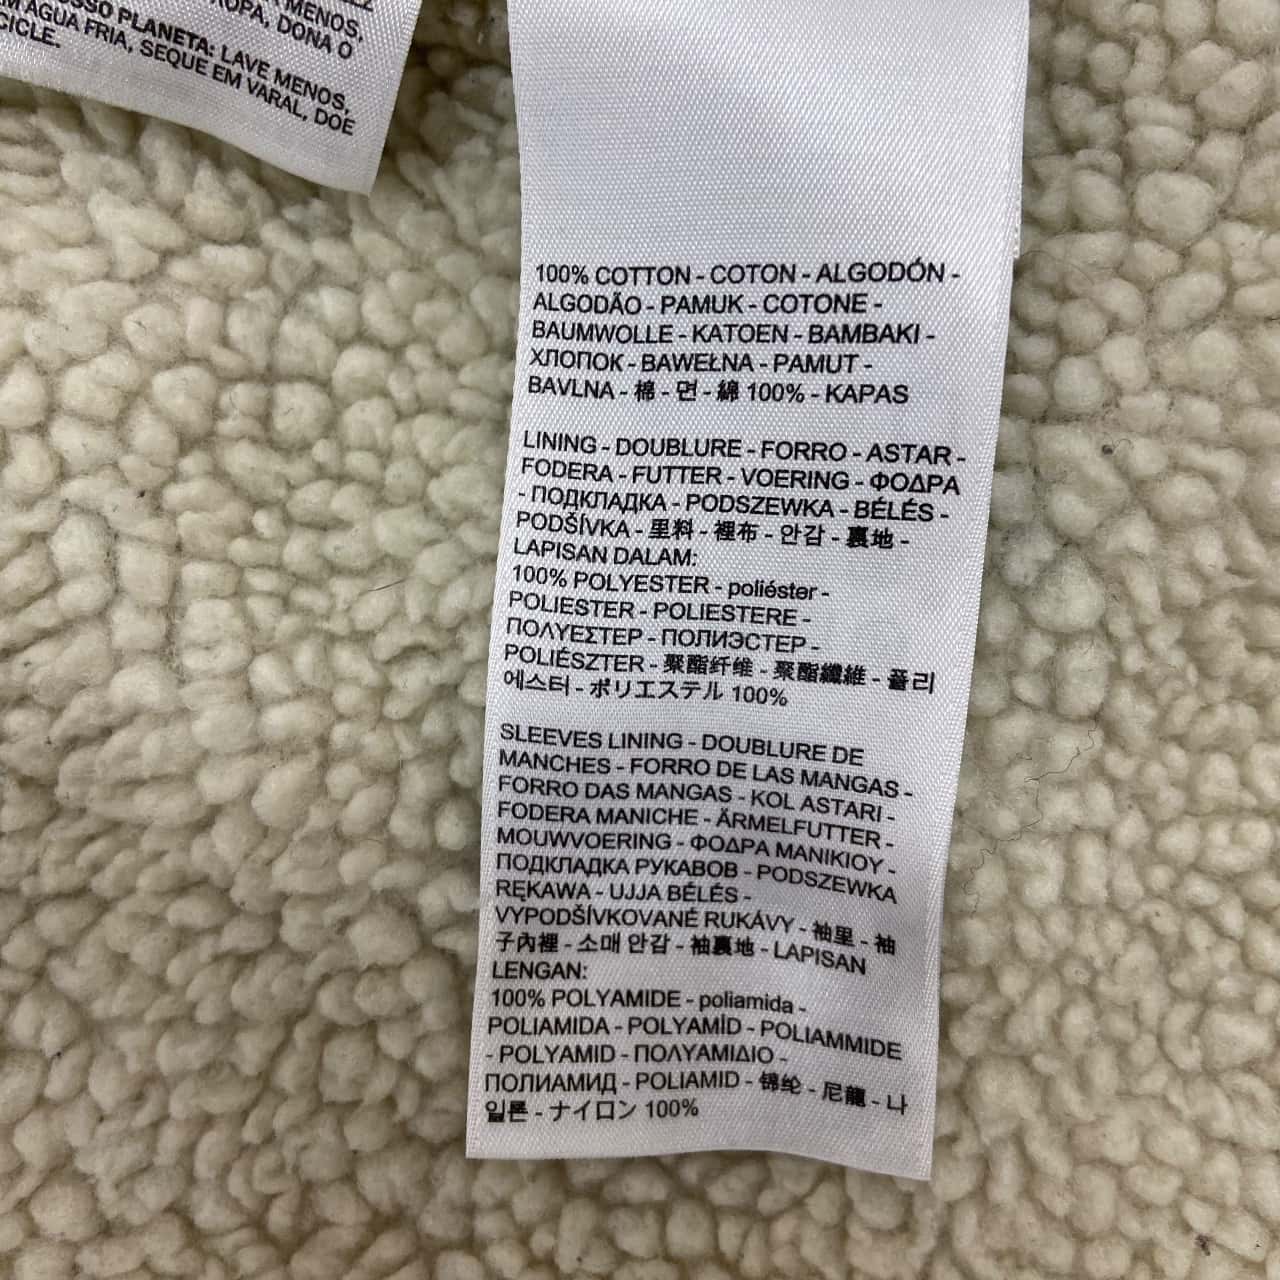 MENOS,
ROPA, DONA O
OSSO PLANETA: LAVE MENOS,
M AGUA FRIA, SEQUE EM VARAL, DOE
CICLE.
100% COTTON - COTON - ALGODÓN -
ALGODÃO - PAMUK - COTONE -
BAUMWOLLE - KATOEN - BAMBAKI -
ХЛОПОК - BAWEŁNA - PAMUT -
BAVLNA - 棉 - 면 - 綿 100% - KAPAS
LINING - DOUBLURE - FORRO - ASTAR -
FODERA - FUTTER - VOERING - ΦΟΔΡΑ
- ПОДКЛАДКА - PODSZEWKA - BÉLÉS -
PODŠÍVKA - 里料 - 裡布 - 안감 - 裏地 -
LAPISAN DALAM:
100% POLYESTER - poliéster -
POLIESTER - POLIESTERE -
ΠΟΛΥΕΣΤΕΡ - ПОЛИЭСТЕР -
POLIÉSZTER - 聚酯纤维 - 聚酯纖維 - 폴리
에스터 - ポリエステル 100%
SLEEVES LINING - DOUBLURE DE
MANCHES - FORRO DE LAS MANGAS -
FORRO DAS MANGAS - KOL ASTARI -
FODERA MANICHE - ÄRMELFUTTER -
MOUWVOERING - ΦΟΔΡΑ ΜΑΝΙΚΙΟΥ -
ПОДКЛАДКА РУКАВОВ - PODSZEWKA
RĘKAWA - UJJA BÉLÉS -
VYPODŠÍVKOVANÉ RUKÁVY - 袖里 - 袖
子內裡 - 소매 안감 - 袖裏地 - LAPISAN
LENGAN:
100% POLYAMIDE - poliamida -
POLIAMIDA - POLYAMİD - POLIAMMIDE
- POLYAMID - ΠΟΛΥΑΜΙΔΙΟ -
ПОЛИАМИД - POLIAMID - 锦纶 - 尼龍 - 나
일론 - ナイロン 100%